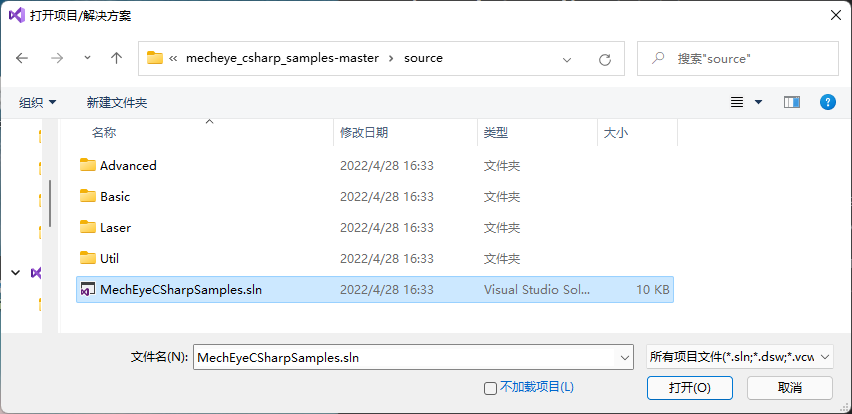 打开项目/解决方案
« mecheye_csharp_samples-master › source
搜索"source"
组织 新建文件夹
名称 修改日期 类型 大小
Advanced 2022/4/28 16:33 文件夹
Basic 2022/4/28 16:33 文件夹
Laser 2022/4/28 16:33 文件夹
Util 2022/4/28 16:33 文件夹
MechEyeCSharpSamples.sln 2022/4/28 16:33 Visual Studio Sol... 10 KB
文件名(N): MechEyeCSharpSamples.sln 所有项目文件(*.sln;*.dsw;*.vcw
不加载项目(L)
打开(O) 取消